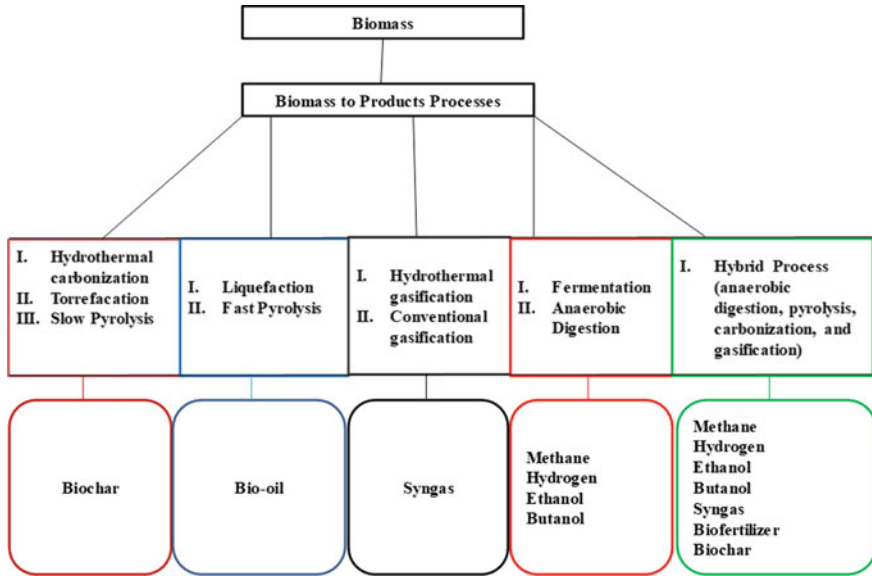 Biomass
Biomass to Products Processes
I. Hydrothermal
carbonization
II. Torrefacation
III. Slow Pyrolysis
I. Liquefaction
II. Fast Pyrolysis
I. Hydrothermal
gasification
II. Conventional
gasification
I. Fermentation
II. Anaerobic
Digestion
I. Hybrid Process
(anaerobic
digestion, pyrolysis,
carbonization, and
gasification)
Biochar
Bio-oil
Syngas
Methane
Hydrogen
Ethanol
Butanol
Methane
Hydrogen
Ethanol
Butanol
Syngas
Biofertilizer
Biochar